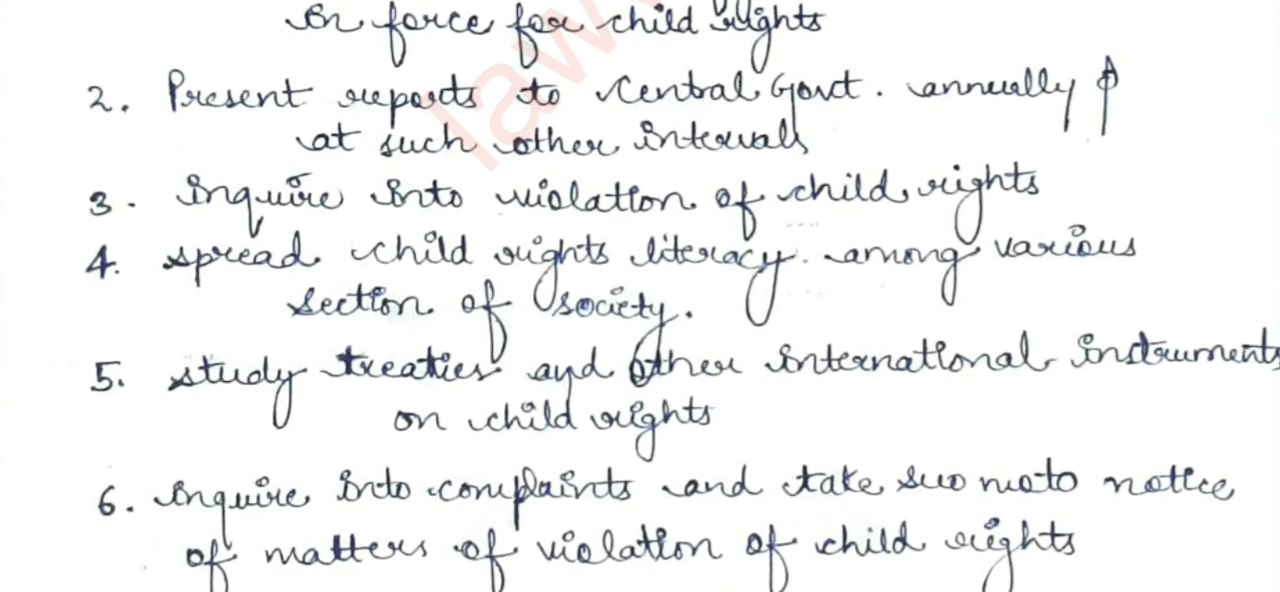 in force for child rights
2. Present reports to Central Govt. annually &
at such other intervals
3. inquire into violation of child rights
4. spread child rights literacy among various
section of society.
5. study treaties and other international instruments
on child rights
6. inquire into complaints and take suo moto notice
of matters of violation of child rights
law